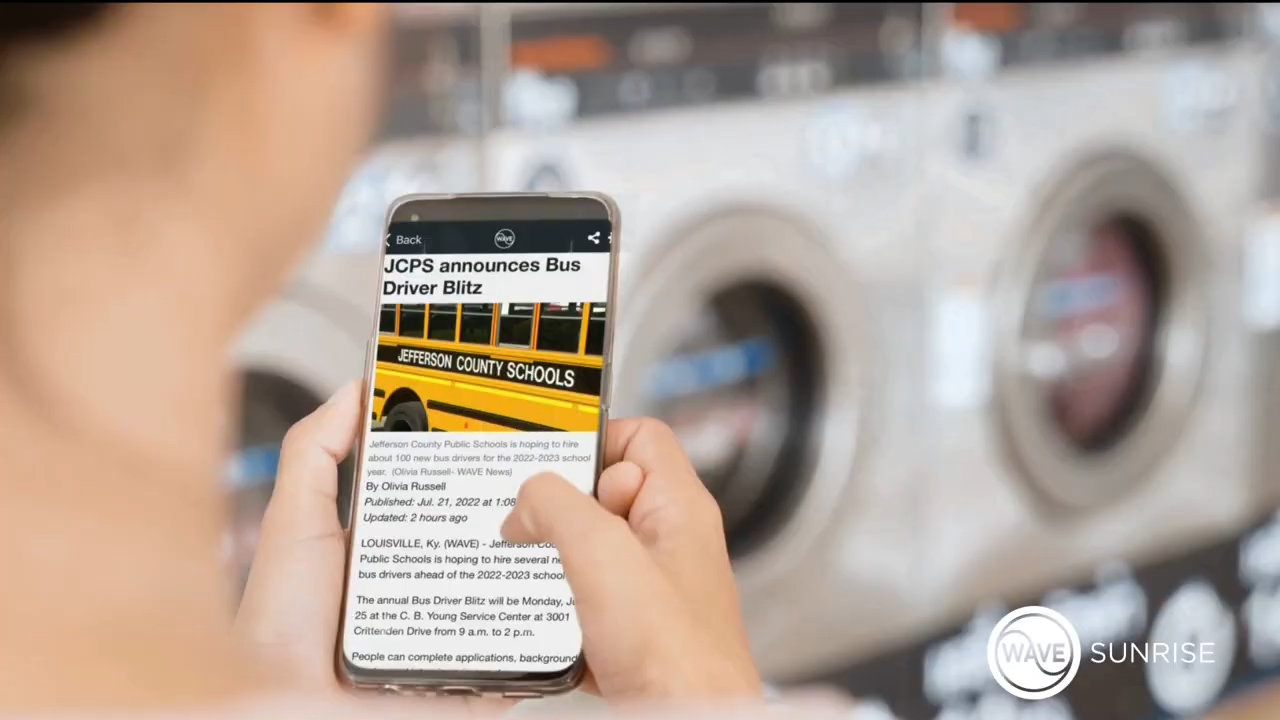 Back
WAVE
JCPS announces Bus
Driver Blitz
JEFFERSON COUNTY SCHOOLS
Jefferson County Public Schools is hoping to hire
about 100 new bus drivers for the 2022-2023 school
year. (Olivia Russell- WAVE News)
By Olivia Russell
Published: Jul. 21, 2022 at 1:08
Updated: 2 hours ago
LOUISVILLE, Ky. (WAVE) - Jefferson
Public Schools is hoping to hire several
bus drivers ahead of the 2022-2023 school
The annual Bus Driver Blitz will be Monday,
25 at the C. B. Young Service Center at 3001
Crittenden Drive from 9 a.m. to 2 p.m.
People can complete applications, background
WAVE SUNRISE